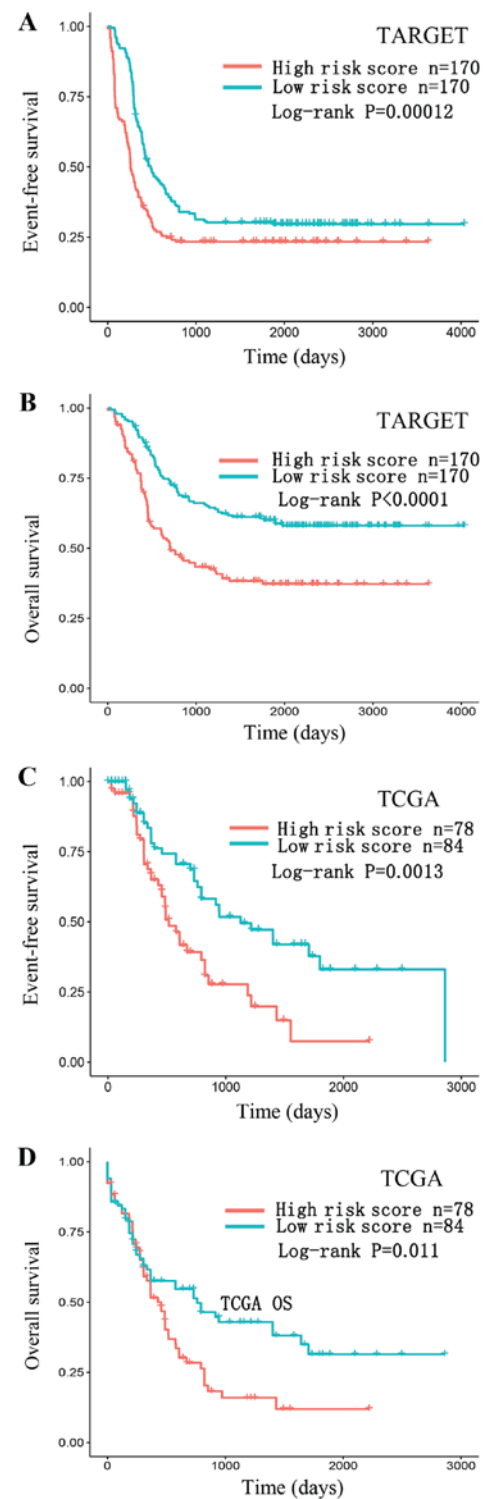 A
TARGET
High risk score n=170
Low risk score n=170
Log-rank P=0.00012
Event-free survival
1.00
0.75
0.50
0.25
0.00
0 1000 2000 3000 4000
Time (days)
B
TARGET
High risk score n=170
Low risk score n=170
Log-rank P<0.0001
Overall survival
1.00
0.75
0.50
0.25
0.00
0 1000 2000 3000 4000
Time (days)
C
TCGA
High risk score n=78
Low risk score n=84
Log-rank P=0.0013
Event-free survival
1.00
0.75
0.50
0.25
0.00
0 1000 2000 3000
Time (days)
D
TCGA
High risk score n=78
Low risk score n=84
Log-rank P=0.011
TCGA OS
Overall survival
1.00
0.75
0.50
0.25
0.00
0 1000 2000 3000
Time (days)